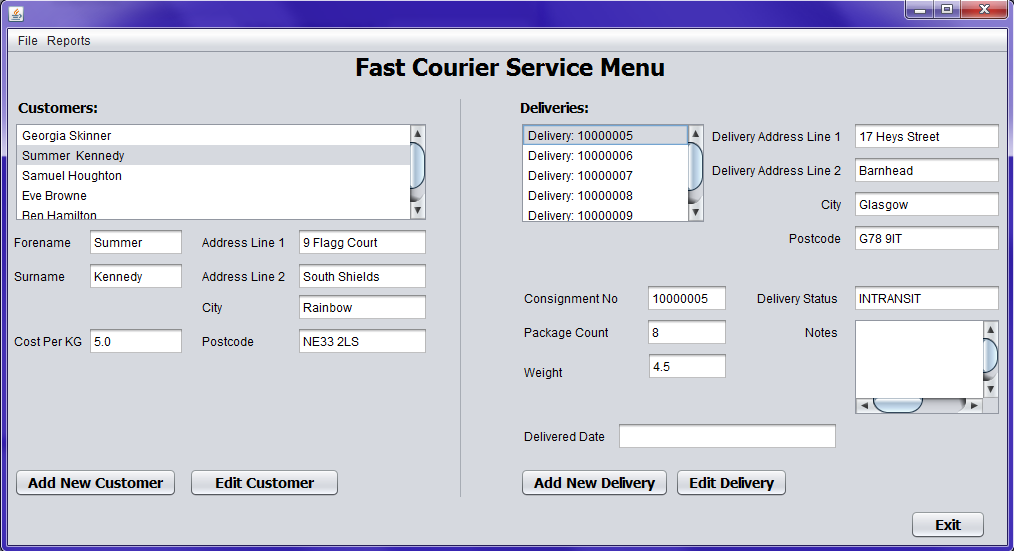 File Reports
Fast Courier Service Menu
Customers:
Georgia Skinner
Summer Kennedy
Samuel Houghton
Eve Browne
Ben Hamilton
Forename Summer Address Line 1 9 Flagg Court
Surname Kennedy Address Line 2 South Shields
City Rainbow
Cost Per KG 5.0 Postcode NE33 2LS
Add New Customer Edit Customer
Deliveries:
Delivery: 10000005
Delivery: 10000006
Delivery: 10000007
Delivery: 10000008
Delivery: 10000009
Delivery Address Line 1 17 Heys Street
Delivery Address Line 2 Barnhead
City Glasgow
Postcode G78 9IT
Consignment No 10000005 Delivery Status INTRANSIT
Package Count 8 Notes
Weight 4.5
Delivered Date
Add New Delivery Edit Delivery
Exit